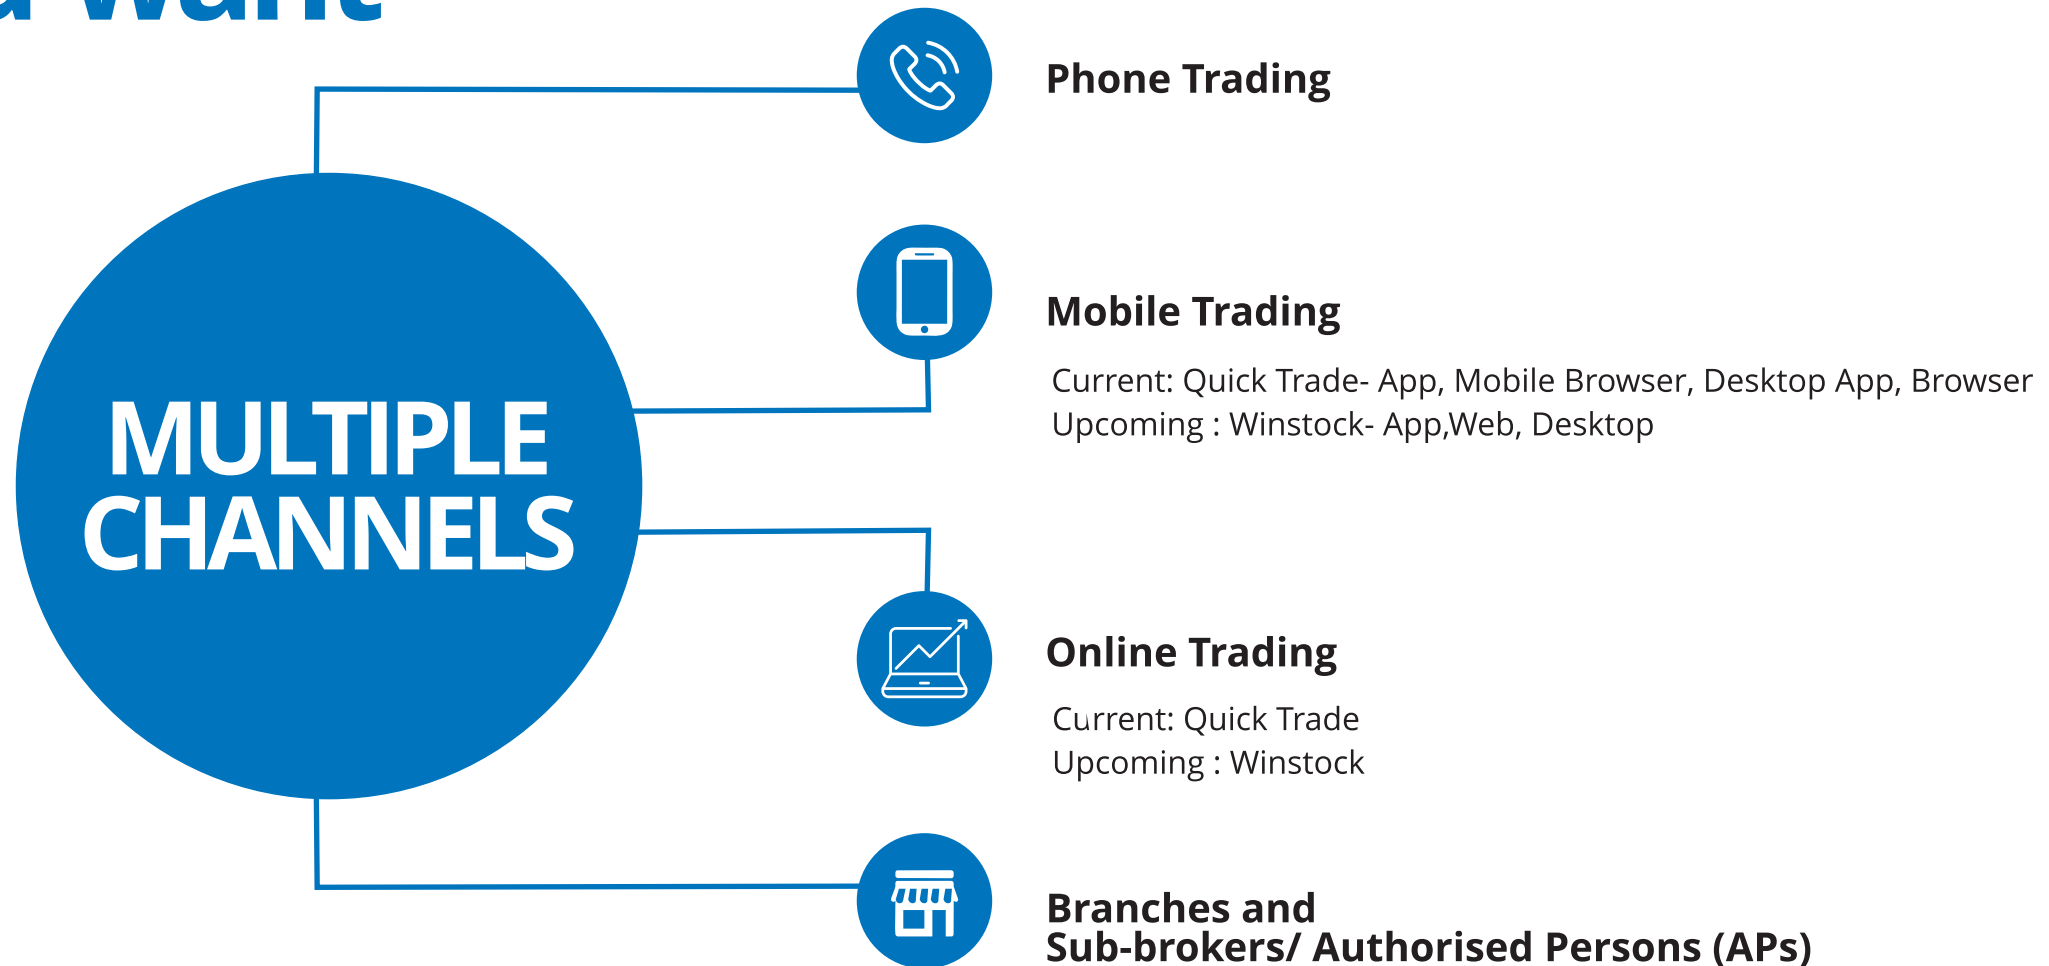 want
Phone Trading
Mobile Trading
Current: Quick Trade- App, Mobile Browser, Desktop App, Browser
Upcoming : Winstock- App,Web, Desktop
MULTIPLE
CHANNELS
Online Trading
Current: Quick Trade
Upcoming : Winstock
Branches and
Sub-brokers/ Authorised Persons (APs)